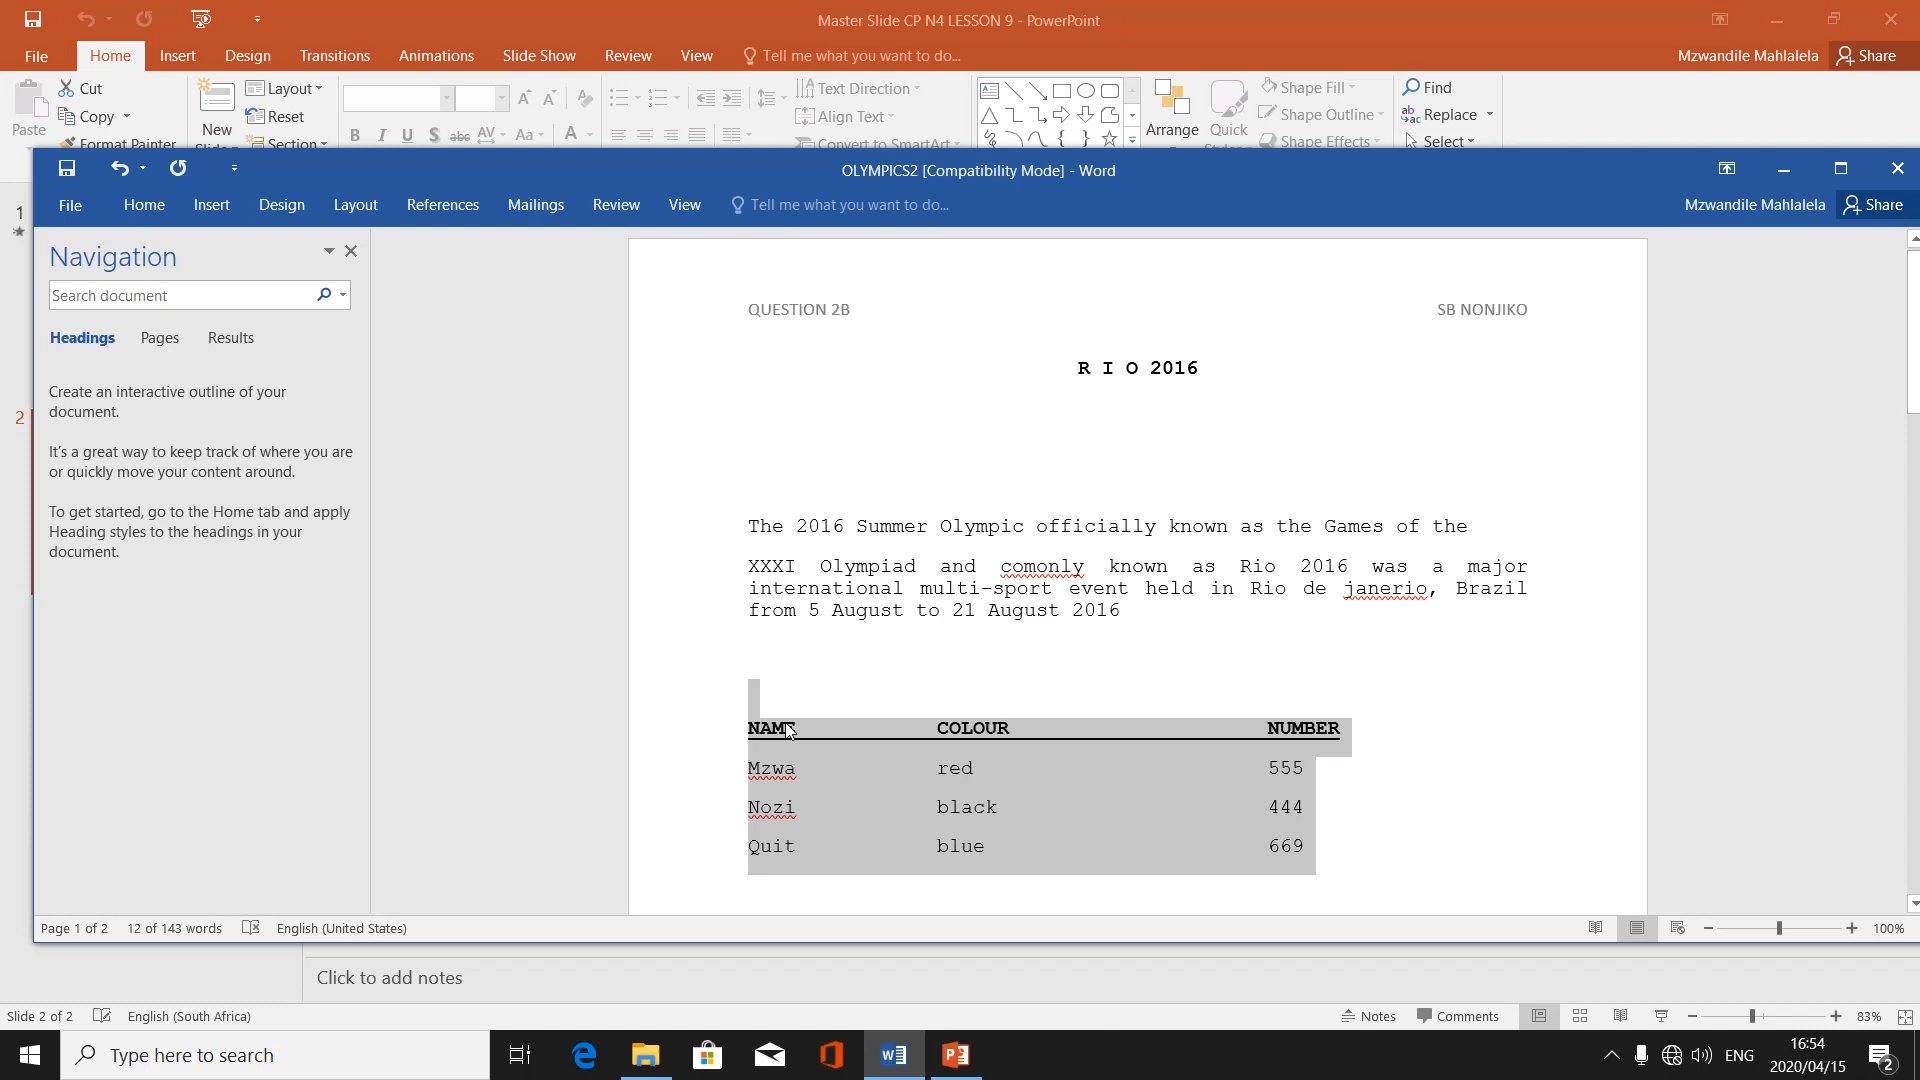 Master Slide CP N4 LESSON 9 - PowerPoint
File Home Insert Design Transitions Animations Slide Show Review View Tell me what you want to do... Mzwandile Mahlalela Share
Cut Layout Text Direction Shape Fill Find
Copy Reset Align Text Shape Outline Replace
Paste Format Painter New Section Convert to SmartArt Arrange Quick Shape Effects Select
OLYMPICS2 [Compatibility Mode] - Word
File Home Insert Design Layout References Mailings Review View Tell me what you want to do... Mzwandile Mahlalela Share
1
2
Navigation
Search document
Headings Pages Results
Create an interactive outline of your
document.
It's a great way to keep track of where you are
or quickly move your content around.
To get started, go to the Home tab and apply
Heading styles to the headings in your
document.
QUESTION 2B SB NONJIKO
R I O 2016
The 2016 Summer Olympic officially known as the Games of the
XXXI Olympiad and comonly known as Rio 2016 was a major
international multi-sport event held in Rio de janerio, Brazil
from 5 August to 21 August 2016
NAME COLOUR NUMBER
Mzwa red 555
Nozi black 444
Quit blue 669
Page 1 of 2 12 of 143 words English (United States) 100%
Click to add notes
Slide 2 of 2 English (South Africa) Notes Comments 83%
Type here to search ENG 16:54
2020/04/15 2